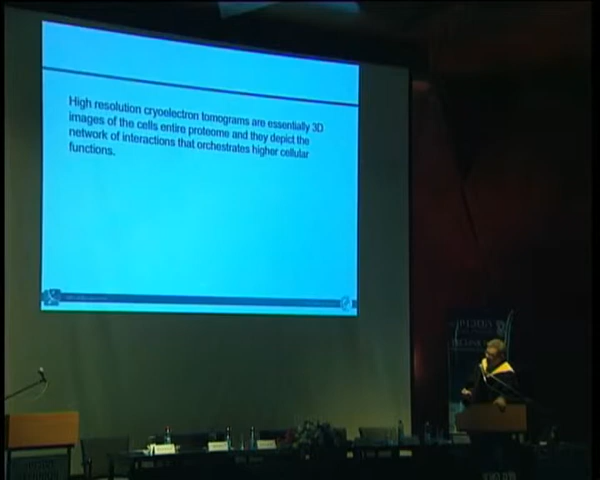 High resolution cryoelectron tomograms are essentially 3D
images of the cells entire proteome and they depict the
network of interactions that orchestrates higher cellular
functions.